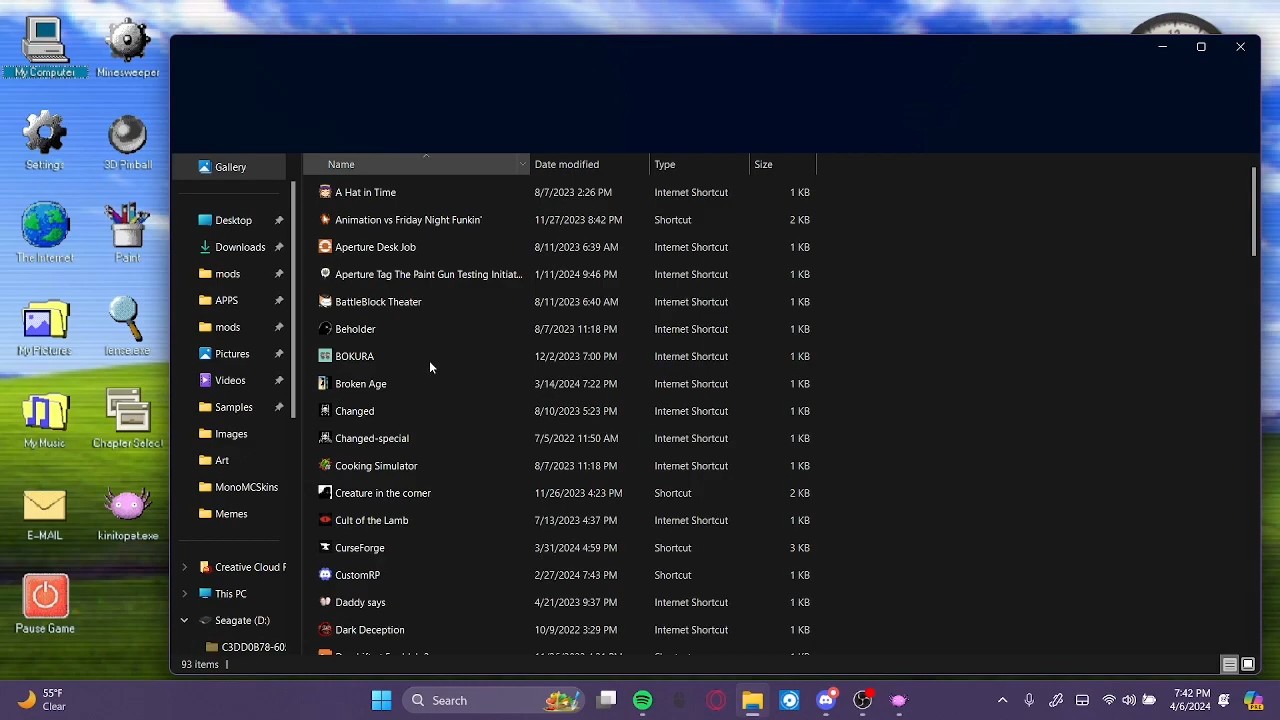 My Computer
Minesweeper
Settings
3D Pinball
The Internet
Paint
My Pictures
My Music
Chapter Select
E-MAIL
kinitopet.exe
Pause Game
Gallery
Desktop
Downloads
mods
APPS
mods
Pictures
Videos
Samples
Images
Art
MonoMCSkins
Memes
Creative Cloud F
This PC
Seagate (D:)
C3DD0B78-60
Name Date modified Type Size
A Hat in Time 8/7/2023 2:26 PM Internet Shortcut 1 KB
Animation vs Friday Night Funkin' 11/27/2023 8:42 PM Shortcut 2 KB
Aperture Desk Job 8/11/2023 6:39 AM Internet Shortcut 1 KB
Aperture Tag The Paint Gun Testing Initiat... 1/11/2024 9:46 PM Internet Shortcut 1 KB
BattleBlock Theater 8/11/2023 6:40 AM Internet Shortcut 1 KB
Beholder 8/7/2023 11:18 PM Internet Shortcut 1 KB
BOKURA 12/2/2023 7:00 PM Internet Shortcut 1 KB
Broken Age 3/14/2024 7:22 PM Internet Shortcut 1 KB
Changed 8/10/2023 5:23 PM Internet Shortcut 1 KB
Changed-special 7/5/2022 11:50 AM Internet Shortcut 1 KB
Cooking Simulator 8/7/2023 11:18 PM Internet Shortcut 1 KB
Creature in the corner 11/26/2023 4:23 PM Shortcut 2 KB
Cult of the Lamb 7/13/2023 4:37 PM Internet Shortcut 1 KB
CurseForge 3/31/2024 4:59 PM Shortcut 3 KB
CustomRP 2/27/2024 7:43 PM Shortcut 1 KB
Daddy says 4/21/2023 9:37 PM Internet Shortcut 1 KB
Dark Deception 10/9/2022 3:29 PM Internet Shortcut 1 KB
93 items
55°F
Clear
Search
7:42 PM
4/6/2024